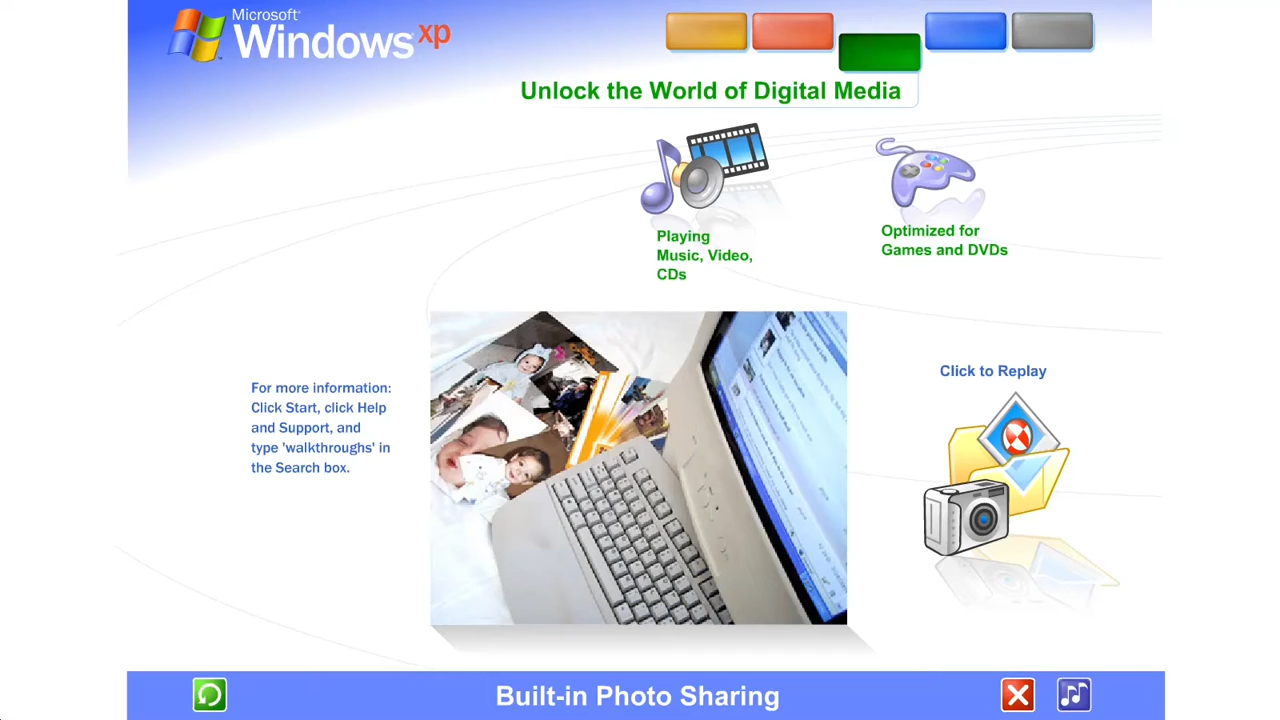 Microsoft
Windows xp
Unlock the World of Digital Media
Playing
Music, Video,
CDs
Optimized for
Games and DVDs
For more information:
Click Start, click Help
and Support, and
type 'walkthroughs' in
the Search box.
Click to Replay
Built-in Photo Sharing